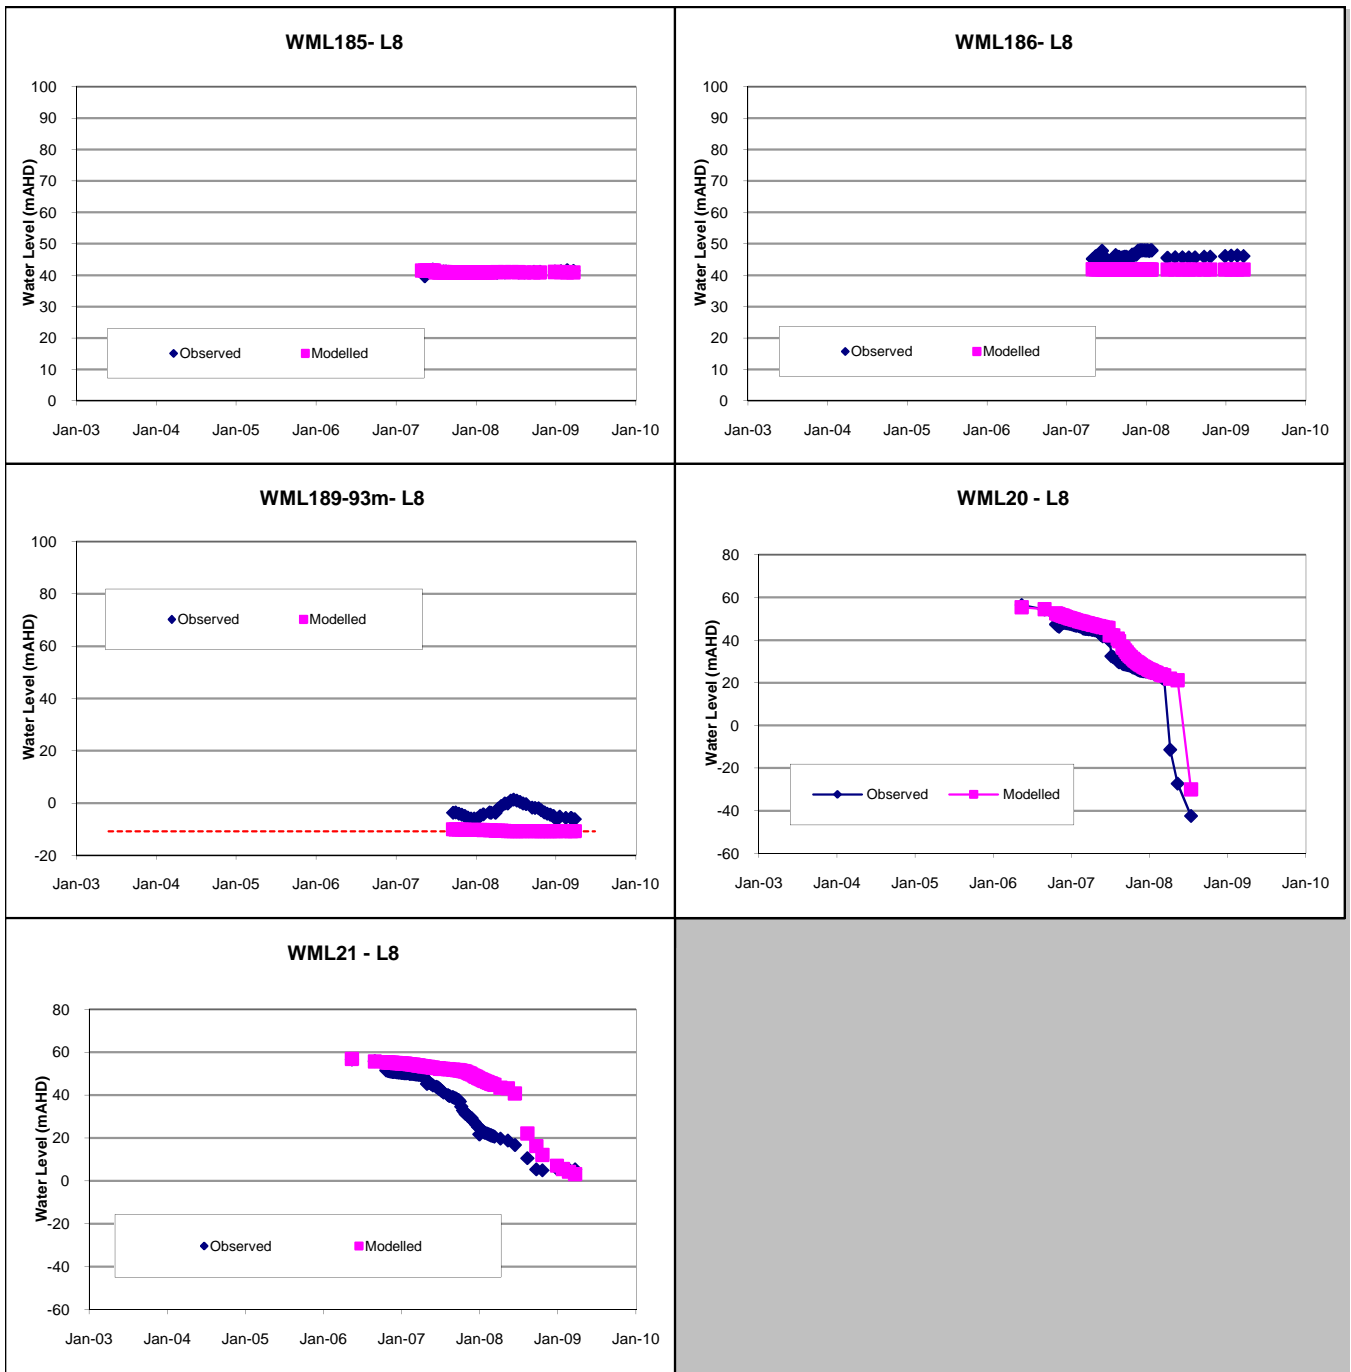 WML185- L8
Water Level (mAHD)
100
90
80
70
60
50
40
30
20
10
0
Observed Modelled
Jan-03 Jan-04 Jan-05 Jan-06 Jan-07 Jan-08 Jan-09 Jan-10
WML186- L8
Water Level (mAHD)
100
90
80
70
60
50
40
30
20
10
0
Observed Modelled
Jan-03 Jan-04 Jan-05 Jan-06 Jan-07 Jan-08 Jan-09 Jan-10
WML189-93m- L8
Water Level (mAHD)
100
80
60
40
20
0
-20
Observed Modelled
Jan-03 Jan-04 Jan-05 Jan-06 Jan-07 Jan-08 Jan-09 Jan-10
WML20 - L8
Water Level (mAHD)
80
60
40
20
0
-20
-40
-60
Observed Modelled
Jan-03 Jan-04 Jan-05 Jan-06 Jan-07 Jan-08 Jan-09 Jan-10
WML21 - L8
Water Level (mAHD)
80
60
40
20
0
-20
-40
-60
Observed Modelled
Jan-03 Jan-04 Jan-05 Jan-06 Jan-07 Jan-08 Jan-09 Jan-10